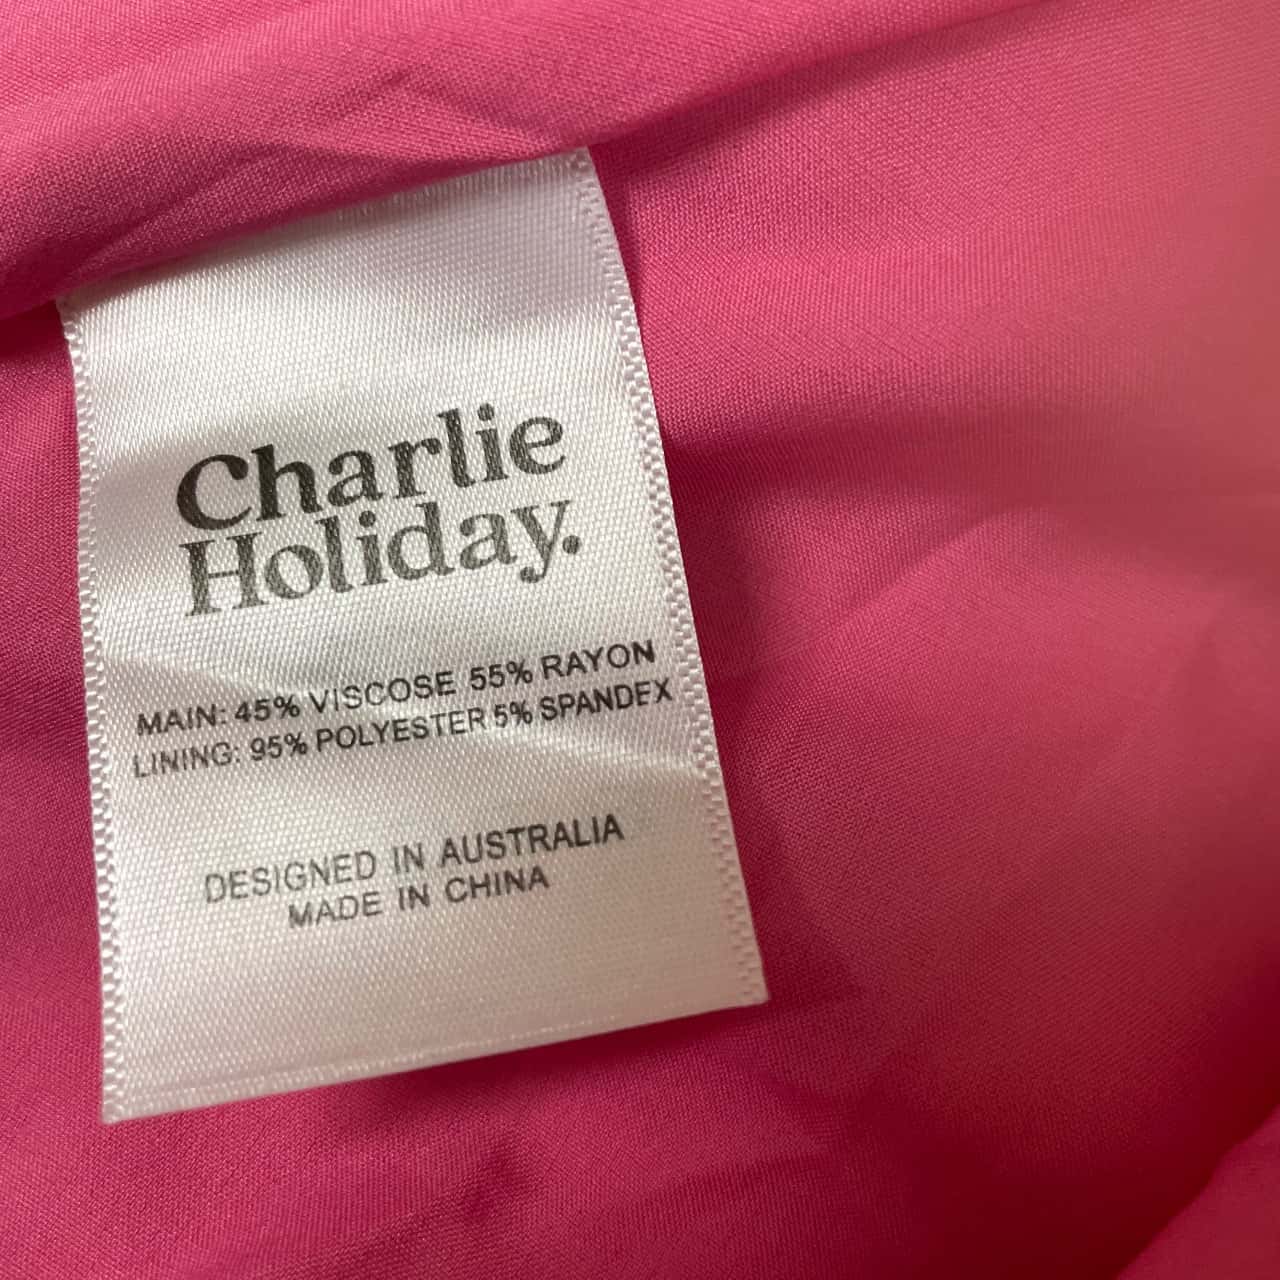 Charlie
Holiday.
MAIN: 45% VISCOSE 55% RAYON
LINING: 95% POLYESTER 5% SPANDEX
DESIGNED IN AUSTRALIA
MADE IN CHINA